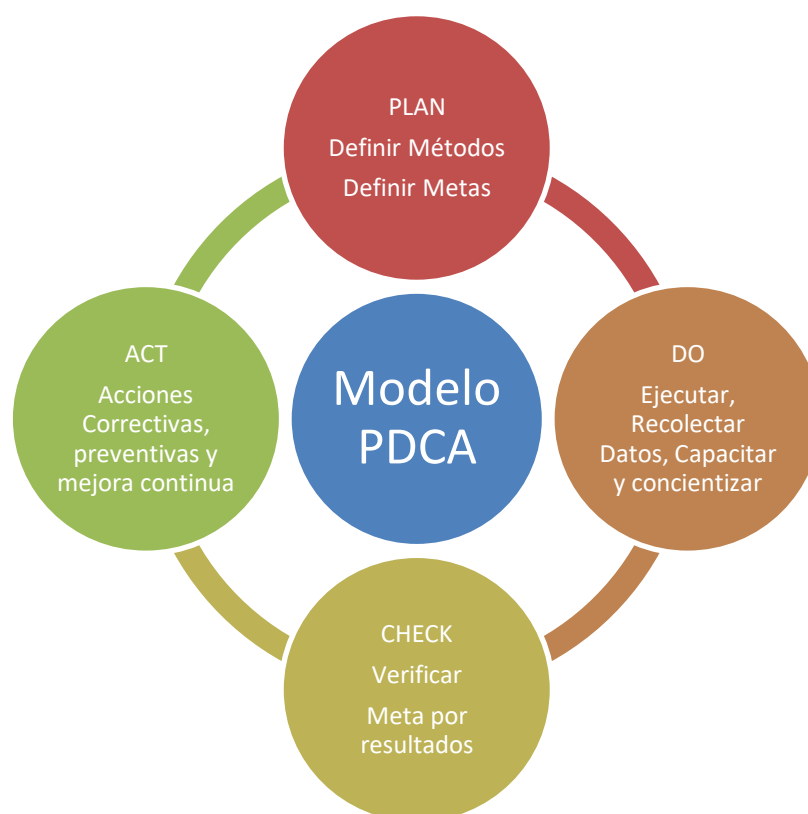 PLAN
Definir Métodos
Definir Metas
ACT
Acciones
Correctivas,
preventivas y
mejora continua
Modelo
PDCA
DO
Ejecutar,
Recolectar
Datos, Capacitar
y concientizar
CHECK
Verificar
Meta por
resultados